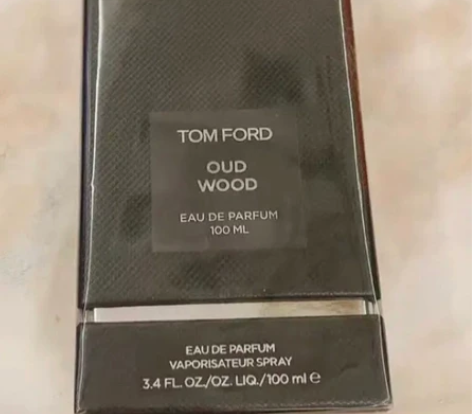 TOM FORD
OUD
WOOD
EAU DE PARFUM
100 ML
EAU DE PARFUM
VAPORISATEUR SPRAY
3.4 FL. OZ./OZ. LIQ./100 ml ℮